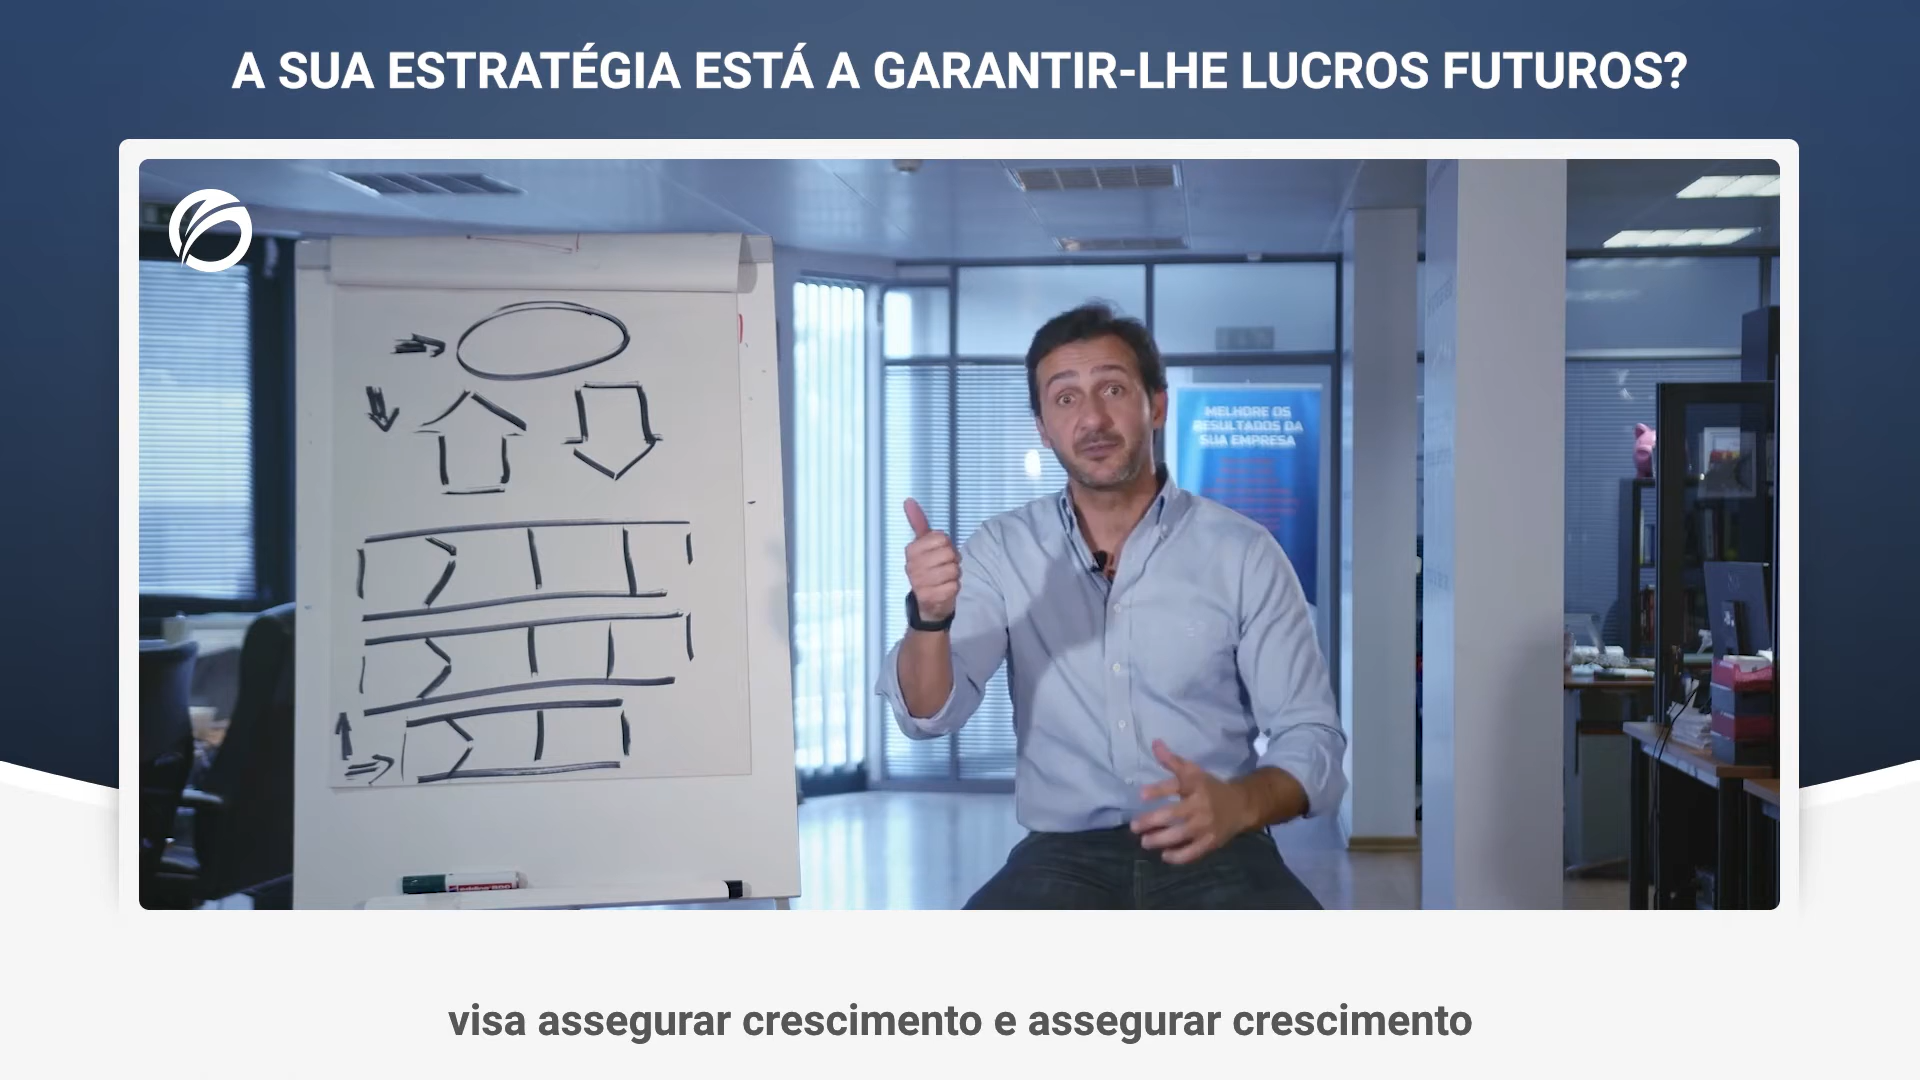 A SUA ESTRATÉGIA ESTÁ A GARANTIR-LHE LUCROS FUTUROS?
MELHORE OS
RESULTADOS DA
SUA EMPRESA
visa assegurar crescimento e assegurar crescimento